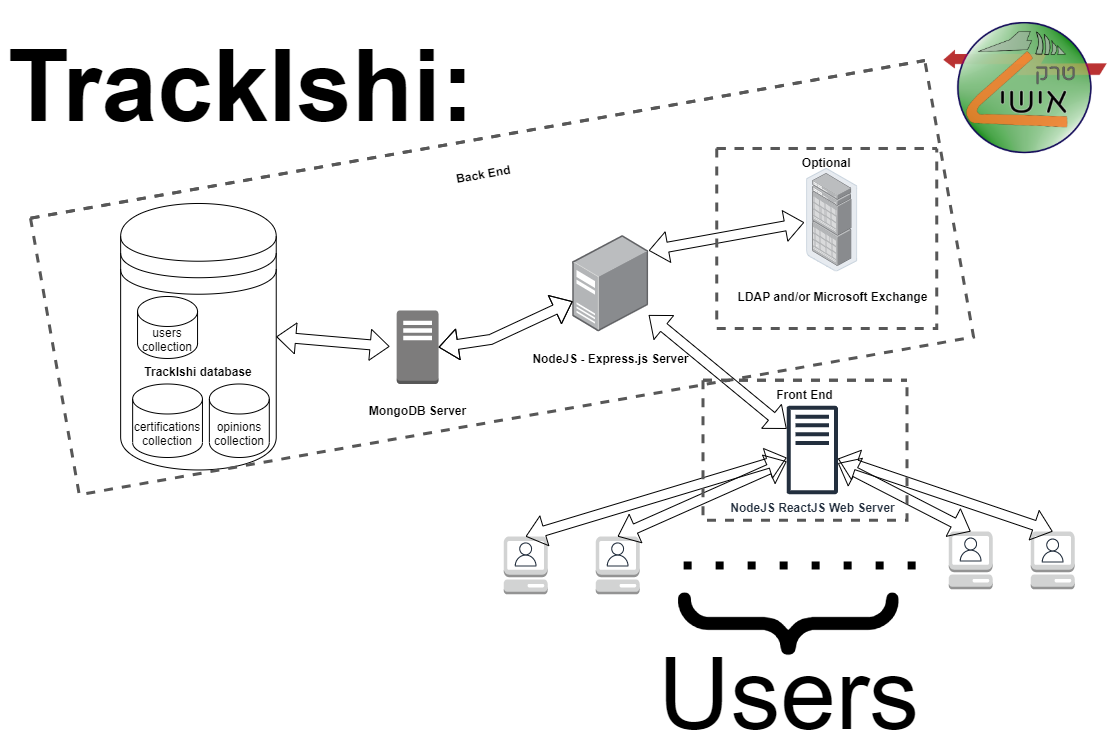 TrackIshi:
טרק
אישי
Back End
Optional
LDAP and/or Microsoft Exchange
users
collection
TrackIshi database
certifications
collection
opinions
collection
MongoDB Server
NodeJS - Express.js Server
Front End
NodeJS ReactJS Web Server
Users